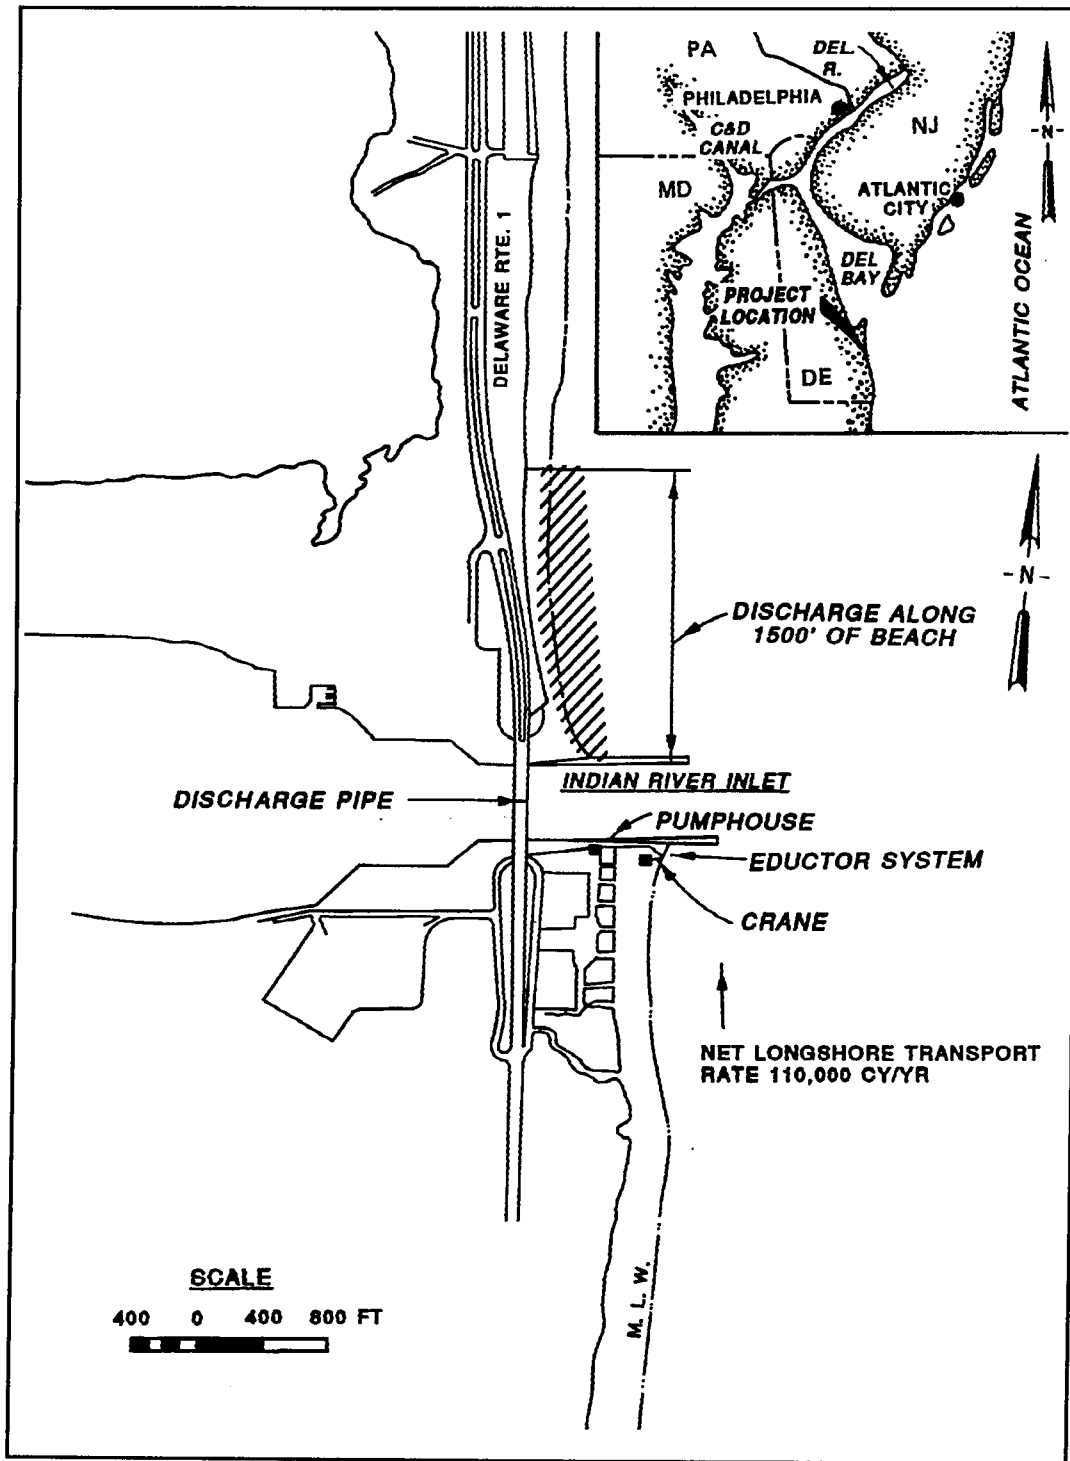 PA
DEL.
R.
PHILADELPHIA
NJ
C&D
CANAL
-N-
MD
ATLANTIC
CITY
DEL
BAY
PROJECT
LOCATION
DE
ATLANTIC OCEAN
DELAWARE RTE. 1
-N-
DISCHARGE ALONG
1500' OF BEACH
INDIAN RIVER INLET
DISCHARGE PIPE
PUMPHOUSE
EDUCTOR SYSTEM
CRANE
NET LONGSHORE TRANSPORT
RATE 110,000 CY/YR
M. L. W.
SCALE
400 0 400 800 FT